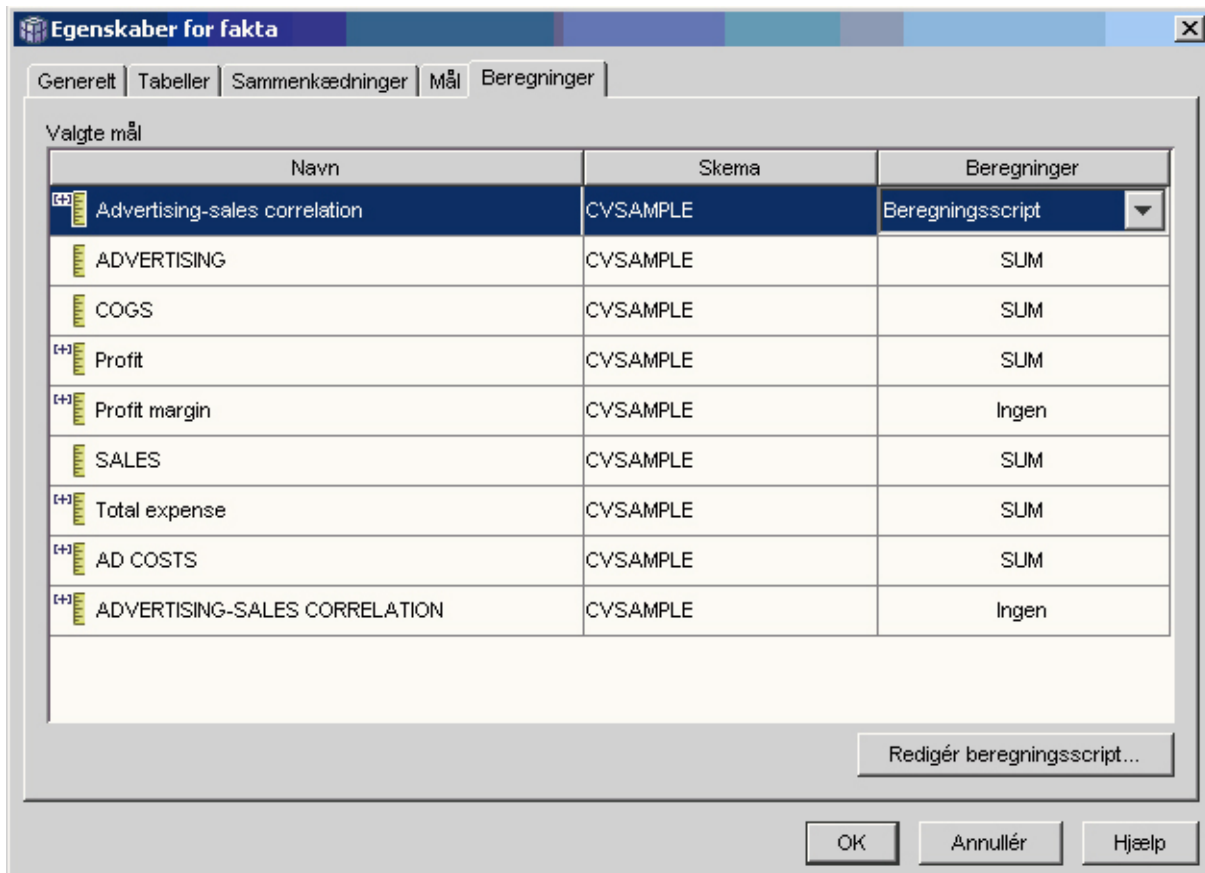 Egenskaber for fakta
Generelt Tabeller Sammenkædninger Mål Beregninger
Valgte mål
Navn Skema Beregninger
Advertising-sales correlation CVSAMPLE Beregningsscript
ADVERTISING CVSAMPLE SUM
COGS CVSAMPLE SUM
Profit CVSAMPLE SUM
Profit margin CVSAMPLE Ingen
SALES CVSAMPLE SUM
Total expense CVSAMPLE SUM
AD COSTS CVSAMPLE SUM
ADVERTISING-SALES CORRELATION CVSAMPLE Ingen
Redigér beregningsscript...
OK Annullér Hjælp